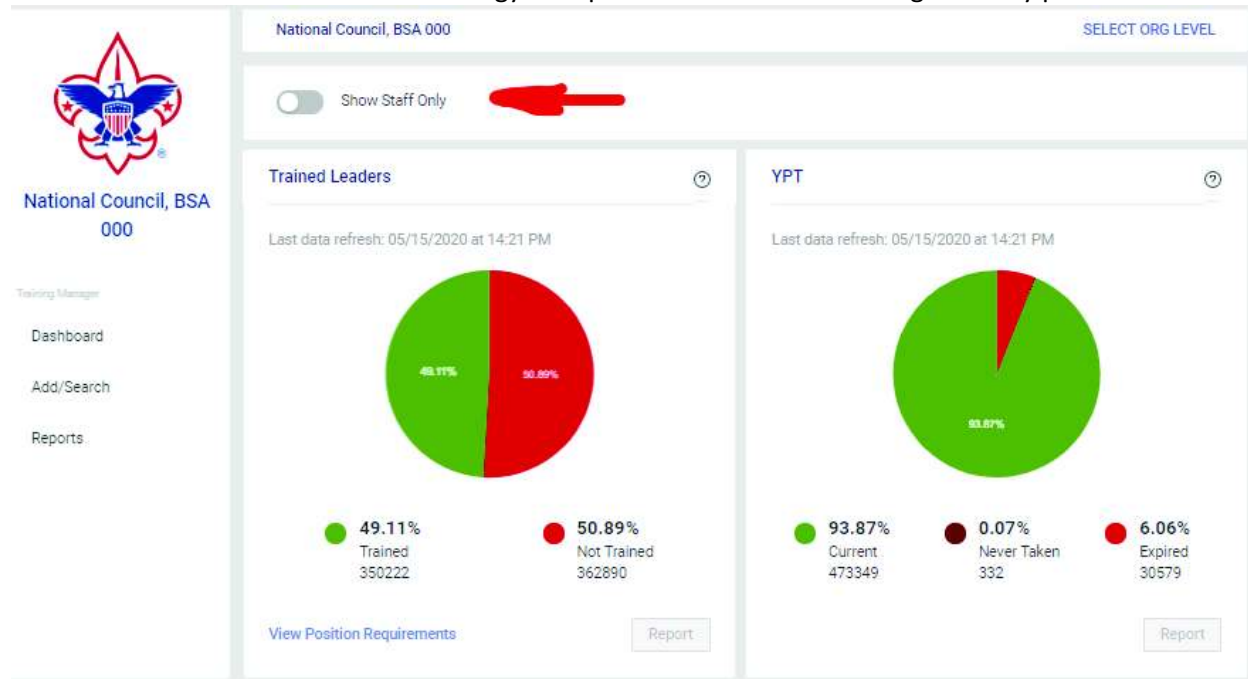 National Council, BSA 000
SELECT ORG LEVEL
Show Staff Only
®
National Council, BSA
000
Training Manager
Dashboard
Add/Search
Reports
Trained Leaders
Last data refresh: 05/15/2020 at 14:21 PM
49.11%
50.89%
49.11%
Trained
350222
50.89%
Not Trained
362890
View Position Requirements
Report
YPT
Last data refresh: 05/15/2020 at 14:21 PM
93.87%
93.87%
Current
473349
0.07%
Never Taken
332
6.06%
Expired
30579
Report